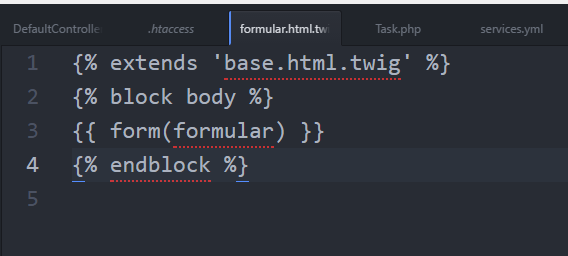 DefaultControlle .htaccess formular.html.twi Task.php services.yml
1 {% extends 'base.html.twig' %}
2 {% block body %}
3 {{ form(formular) }}
4 {% endblock %}
5